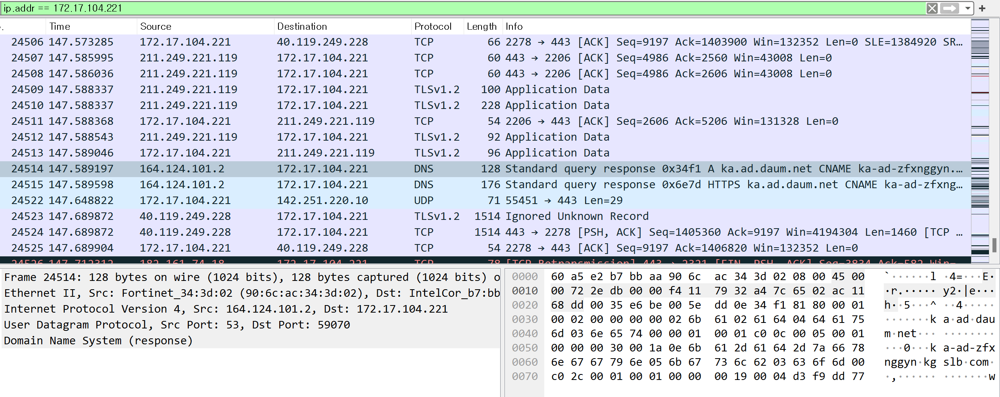 ip.addr == 172.17.104.221
Time Source Destination Protocol Length Info
24506 147.573285 172.17.104.221 40.119.249.228 TCP 66 2278 → 443 [ACK] Seq=9197 Ack=1403900 Win=132352 Len=0 SLE=1384920 SR…
24507 147.585995 211.249.221.119 172.17.104.221 TCP 60 443 → 2206 [ACK] Seq=4986 Ack=2560 Win=43008 Len=0
24508 147.586036 211.249.221.119 172.17.104.221 TCP 60 443 → 2206 [ACK] Seq=4986 Ack=2606 Win=43008 Len=0
24509 147.588337 211.249.221.119 172.17.104.221 TLSv1.2 100 Application Data
24510 147.588337 211.249.221.119 172.17.104.221 TLSv1.2 228 Application Data
24511 147.588368 172.17.104.221 211.249.221.119 TCP 54 2206 → 443 [ACK] Seq=2606 Ack=5206 Win=131328 Len=0
24512 147.588543 211.249.221.119 172.17.104.221 TLSv1.2 92 Application Data
24513 147.589046 172.17.104.221 211.249.221.119 TLSv1.2 96 Application Data
24514 147.589197 164.124.101.2 172.17.104.221 DNS 128 Standard query response 0x34f1 A ka.ad.daum.net CNAME ka-ad-zfxnggyn.…
24515 147.589598 164.124.101.2 172.17.104.221 DNS 176 Standard query response 0x6e7d HTTPS ka.ad.daum.net CNAME ka-ad-zfxng…
24522 147.648822 172.17.104.221 142.251.220.10 UDP 71 55451 → 443 Len=29
24523 147.689872 40.119.249.228 172.17.104.221 TLSv1.2 1514 Ignored Unknown Record
24524 147.689872 40.119.249.228 172.17.104.221 TCP 1514 443 → 2278 [PSH, ACK] Seq=1405360 Ack=9197 Win=4194304 Len=1460 [TCP …
24525 147.689904 172.17.104.221 40.119.249.228 TCP 54 2278 → 443 [ACK] Seq=9197 Ack=1406820 Win=132352 Len=0
24526 147.712312 182.161.74.18 172.17.104.221 TCP 78 [TCP Retransmission] 443 → 2321 [FIN, PSH, ACK] Seq=3834 Ack=582 Win=
Frame 24514: 128 bytes on wire (1024 bits), 128 bytes captured (1024 bits) o
Ethernet II, Src: Fortinet_34:3d:02 (90:6c:ac:34:3d:02), Dst: IntelCor_b7:bb
Internet Protocol Version 4, Src: 164.124.101.2, Dst: 172.17.104.221
User Datagram Protocol, Src Port: 53, Dst Port: 59070
Domain Name System (response)
0000 60 a5 e2 b7 bb aa 90 6c ac 34 3d 02 08 00 45 00 `······l ·4=···E·
0010 00 72 2e db 00 00 f4 11 79 32 a4 7c 65 02 ac 11 ·r.····· y2·|e···
0020 68 dd 00 35 e6 be 00 5e dd 0e 34 f1 81 80 00 01 h··5···^ ··4·····
0030 00 02 00 00 00 00 02 6b 61 02 61 64 04 64 61 75 ·······k a·ad·dau
0040 6d 03 6e 65 74 00 00 01 00 01 c0 0c 00 05 00 01 m·net··· ········
0050 00 00 00 30 00 1a 0e 6b 61 2d 61 64 2d 7a 66 78 ···0···k a-ad-zfx
0060 6e 67 67 79 6e 05 6b 67 73 6c 62 03 63 6f 6d 00 nggyn·kg slb·com·
0070 c0 2c 00 01 00 01 00 00 00 19 00 04 d3 f9 dd 77 ·,······ ·······w